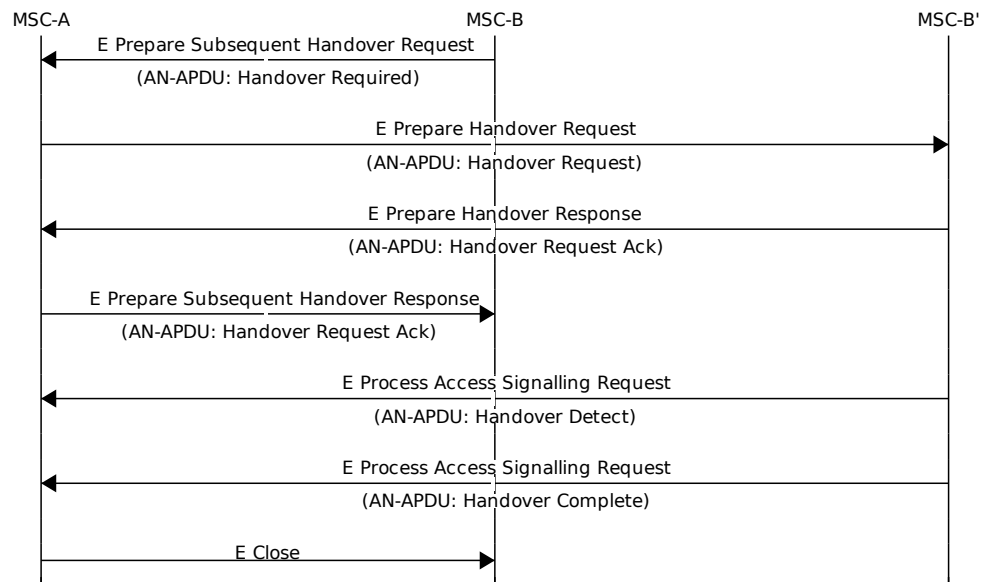 MSC-A
MSC-B
MSC-B'
E Prepare Subsequent Handover Request
(AN-APDU: Handover Required)
E Prepare Handover Request
(AN-APDU: Handover Request)
E Prepare Handover Response
(AN-APDU: Handover Request Ack)
E Prepare Subsequent Handover Response
(AN-APDU: Handover Request Ack)
E Process Access Signalling Request
(AN-APDU: Handover Detect)
E Process Access Signalling Request
(AN-APDU: Handover Complete)
E Close